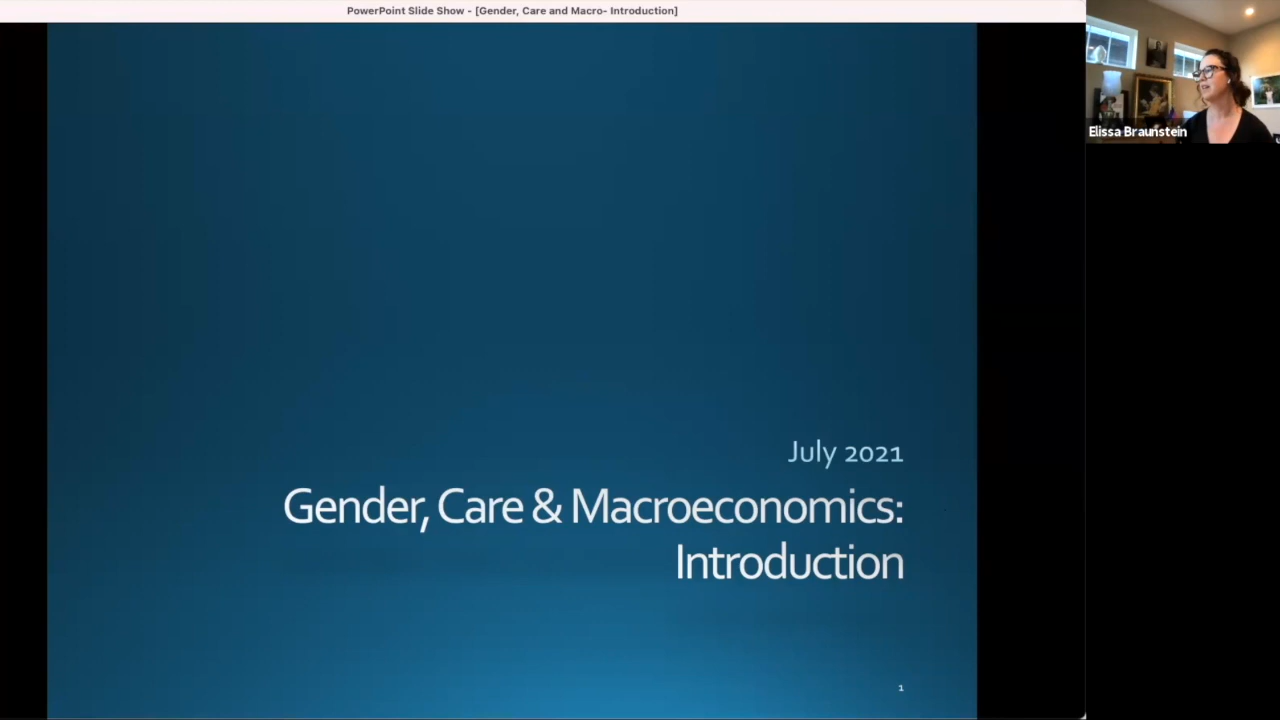 PowerPoint Slide Show - [Gender, Care and Macro- Introduction]
Elissa Braunstein
July 2021
Gender, Care & Macroeconomics:
Introduction
1